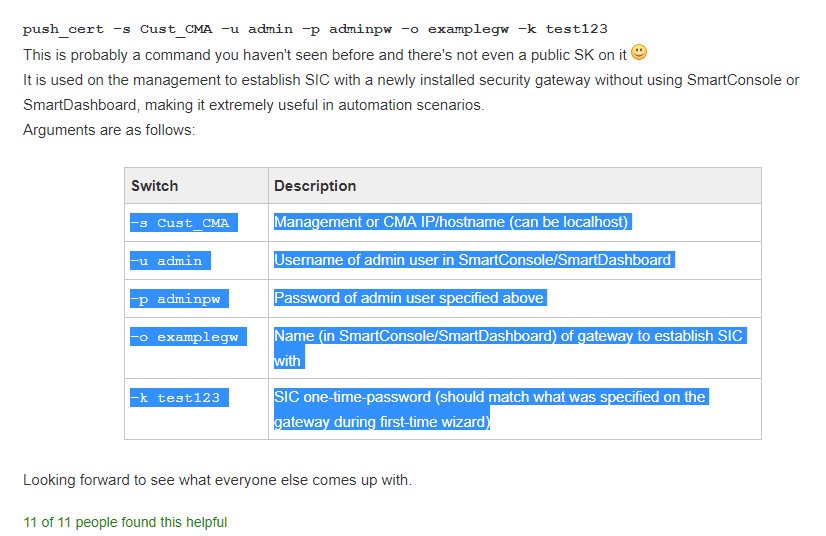 push_cert –s Cust_CMA –u admin –p adminpw –o examplegw –k test123
This is probably a command you haven't seen before and there's not even a public SK on it
It is used on the management to establish SIC with a newly installed security gateway without using SmartConsole or
SmartDashboard, making it extremely useful in automation scenarios.
Arguments are as follows:
Switch Description
–s Cust_CMA Management or CMA IP/hostname (can be localhost)
–u admin Username of admin user in SmartConsole/SmartDashboard
–p adminpw Password of admin user specified above
–o examplegw Name (in SmartConsole/SmartDashboard) of gateway to establish SIC
with
–k test123 SIC one-time-password (should match what was specified on the
gateway during first-time wizard)
Looking forward to see what everyone else comes up with.
11 of 11 people found this helpful